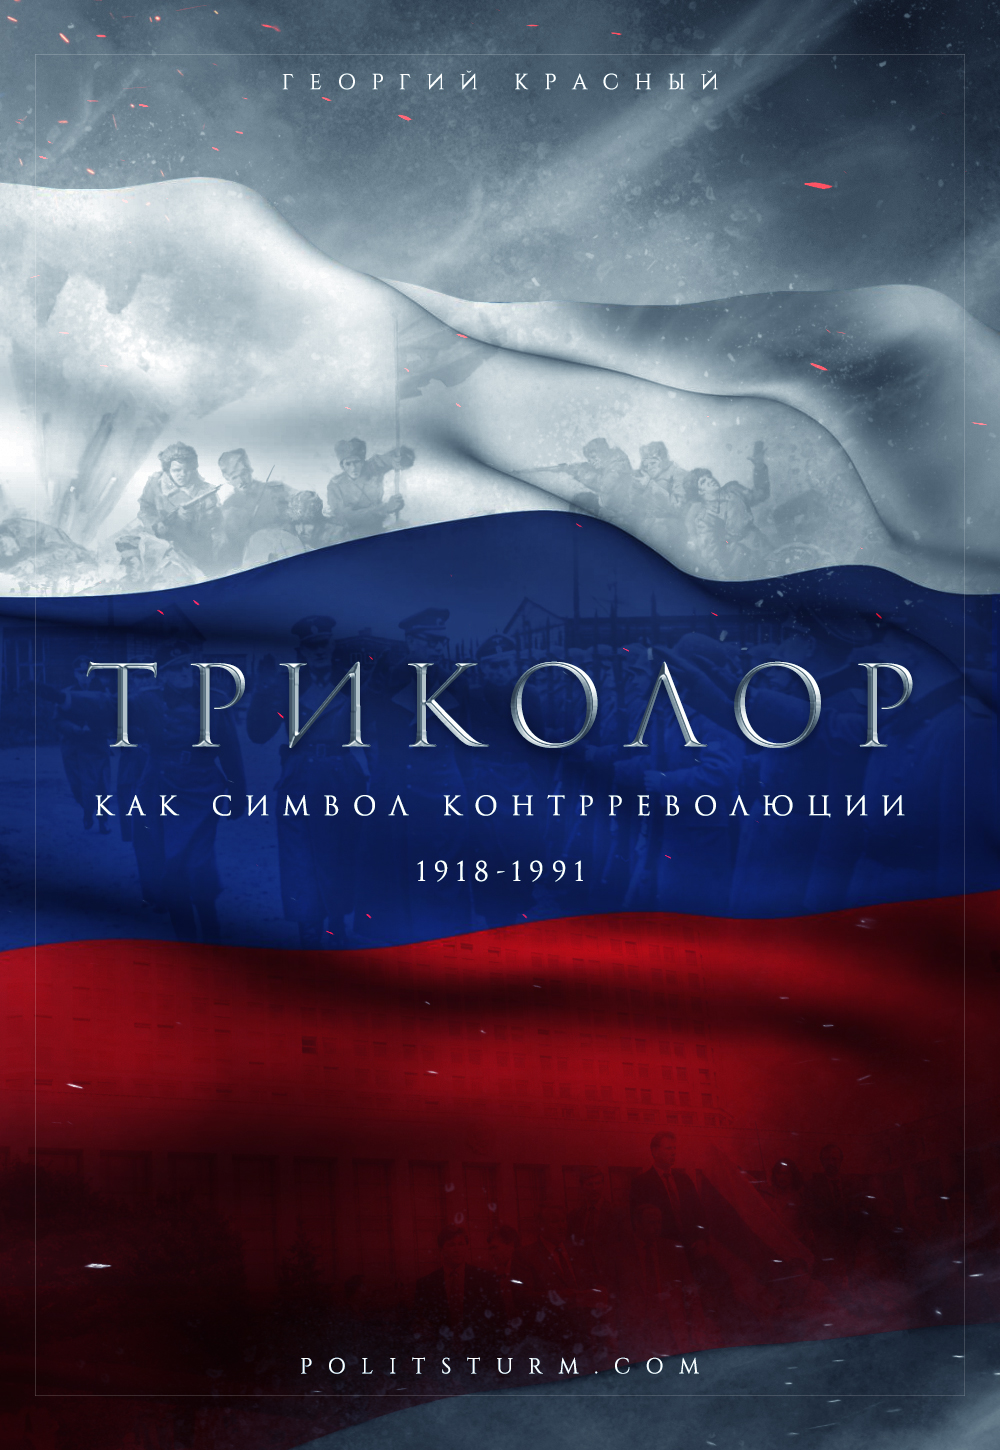 ГЕОРГИЙ КРАСНЫЙ
ТРИКОЛОР
КАК СИМВОЛ КОНТРРЕВОЛЮЦИИ
1918-1991
POLITSTURM.COM